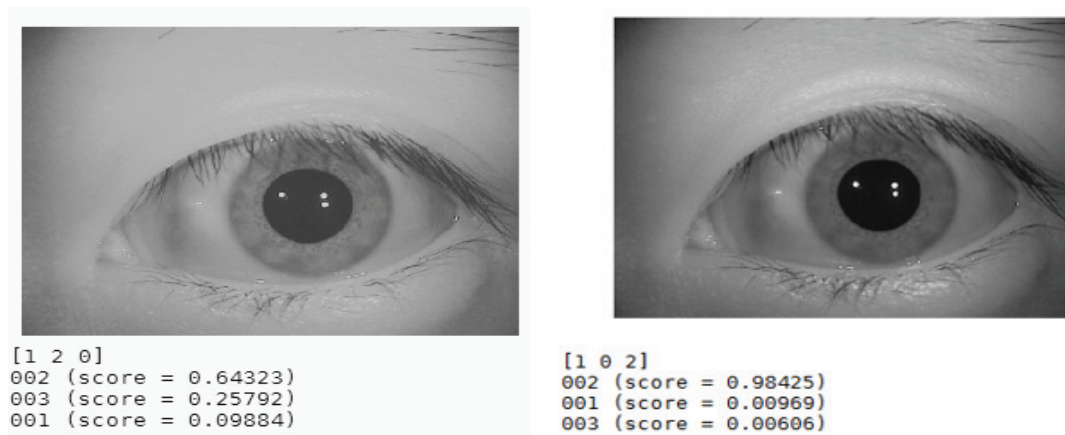 [1 2 0]
002 (score = 0.64323)
003 (score = 0.25792)
001 (score = 0.09884)
[1 0 2]
002 (score = 0.98425)
001 (score = 0.00969)
003 (score = 0.00606)